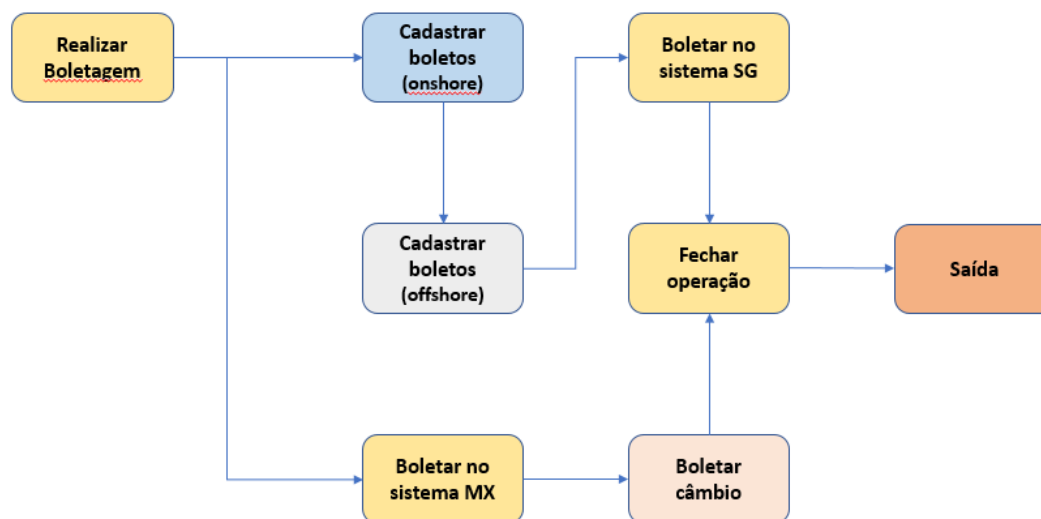 Realizar
Boletagem
Cadastrar
boletos
(onshore)
Boletar no
sistema SG
Cadastrar
boletos
(offshore)
Fechar
operação
Saída
Boletar no
sistema MX
Boletar
câmbio